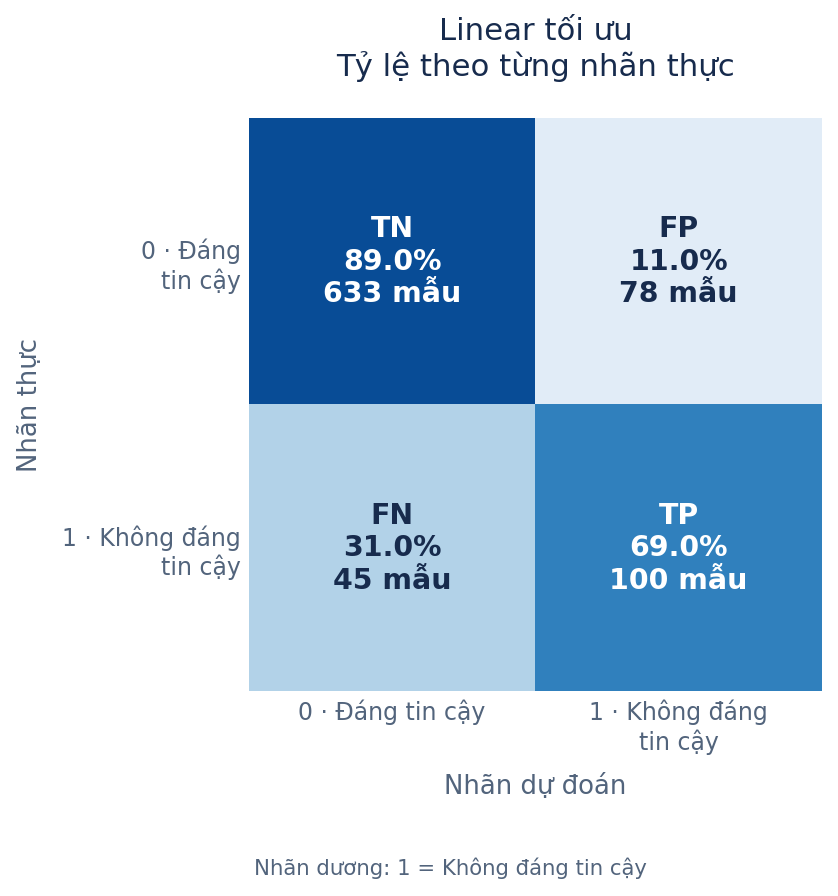 Linear tối ưu
Tỷ lệ theo từng nhãn thực
Nhãn thực
0 · Đáng
tin cậy
TN
89.0%
633 mẫu
FP
11.0%
78 mẫu
1 · Không đáng
tin cậy
FN
31.0%
45 mẫu
TP
69.0%
100 mẫu
0 · Đáng tin cậy
1 · Không đáng
tin cậy
Nhãn dự đoán
Nhãn dương: 1 = Không đáng tin cậy